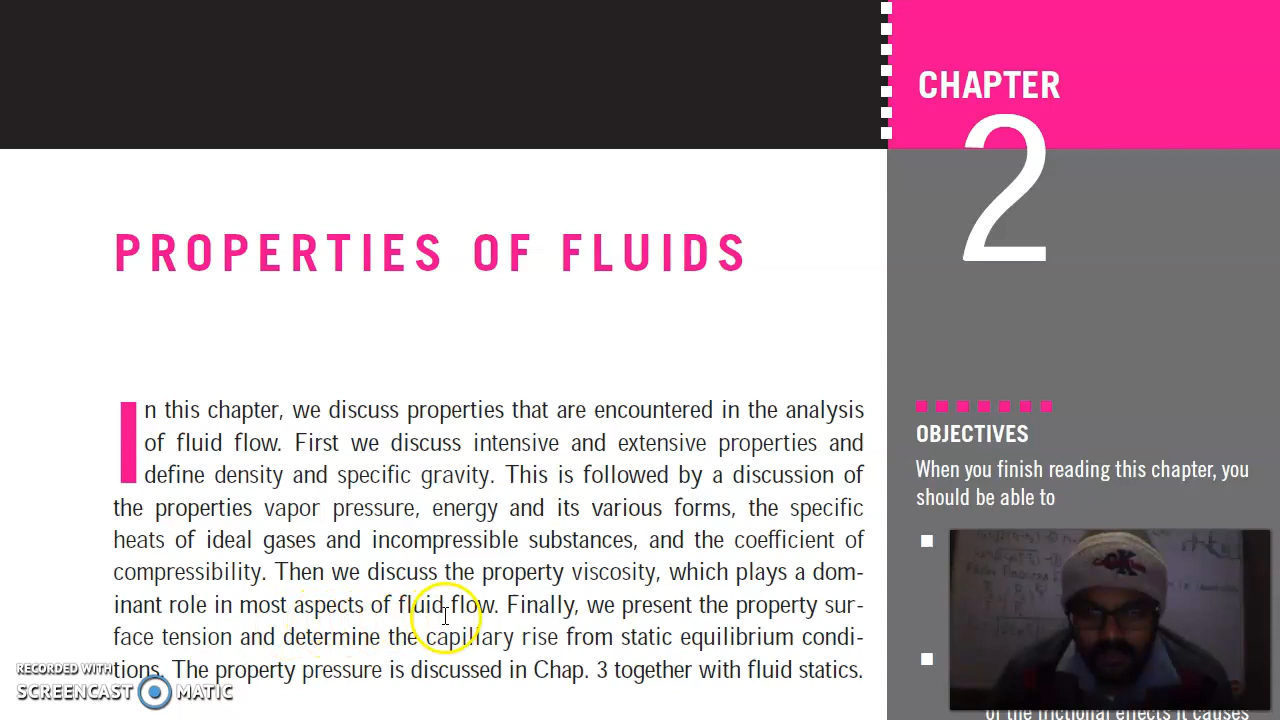 CHAPTER
2
PROPERTIES OF FLUIDS
In this chapter, we discuss properties that are encountered in the analysis
of fluid flow. First we discuss intensive and extensive properties and
define density and specific gravity. This is followed by a discussion of
the properties vapor pressure, energy and its various forms, the specific
heats of ideal gases and incompressible substances, and the coefficient of
compressibility. Then we discuss the property viscosity, which plays a dom-
inant role in most aspects of fluid flow. Finally, we present the property sur-
face tension and determine the capillary rise from static equilibrium condi-
tions. The property pressure is discussed in Chap. 3 together with fluid statics.
OBJECTIVES
When you finish reading this chapter, you
should be able to
of the frictional effects it causes
RECORDED WITH
SCREENCAST MATIC